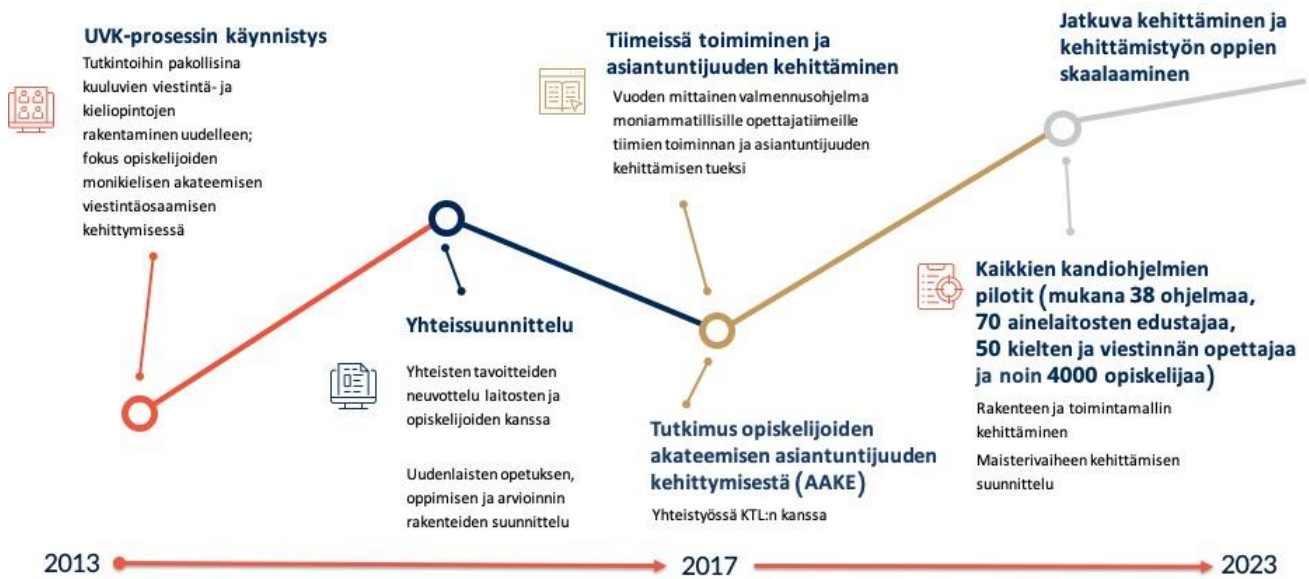 UVK-prosessin käynnistys
Tutkintoihin pakollisina
kuuluvien viestintä- ja
kieliopintojen
rakentaminen uudelleen;
fokus opiskelijoiden
monikielisen akateemisen
viestintäosaamisen
kehittymisessä
Yhteissuunnittelu
Yhteisten tavoitteiden
neuvottelu laitosten ja
opiskelijoiden kanssa
Uudenlaisten opetuksen,
oppimisen ja arvioinnin
rakenteiden suunnittelu
Tiimeissä toimiminen ja
asiantuntijuuden kehittäminen
Vuoden mittainen valmennusohjelma
moniammatillisille opettajatiimeille
tiimien toiminnan ja asiantuntijuuden
kehittämisen tueksi
Tutkimus opiskelijoiden
akateemisen asiantuntijuuden
kehittymisestä (AAKE)
Yhteistyössä KTL:n kanssa
Jatkuva kehittäminen ja
kehittämistyön oppien
skaalaaminen
Kaikkien kandiohjelmien
pilotit (mukana 38 ohjelmaa,
70 ainelaitosten edustajaa,
50 kielten ja viestinnän opettajaa
ja noin 4000 opiskelijaa)
Rakenteen ja toimintamallin
kehittäminen
Maisterivaiheen kehittämisen
suunnittelu
2013
2017
2023